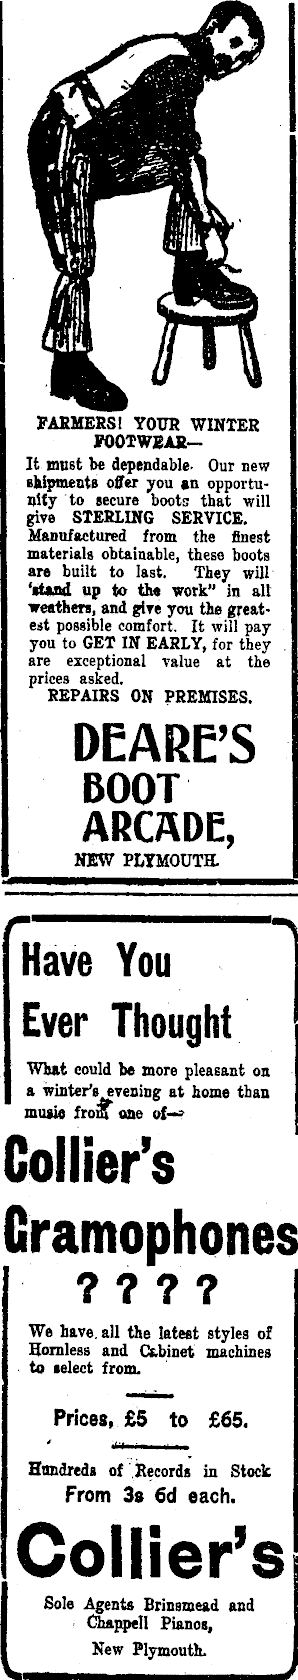 FARMERS! YOUR WINTER
FOOTWEAR—
It must be dependable. Our new
shipments offer you an opportu-
nity to secure boots that will
give STERLING SERVICE.
Manufactured from the finest
materials obtainable, these boots
are built to last. They will
'stand up to the work" in all
weathers, and give you the great-
est possible comfort. It will pay
you to GET IN EARLY, for they
are exceptional value at the
prices asked.
REPAIRS ON PREMISES.
DEARE'S
BOOT
ARCADE,
NEW PLYMOUTH.
Have You
Ever Thought
What could be more pleasant on
a winter's evening at home than
music from one of—
Collier's
Gramophones
? ? ? ?
We have all the latest styles of
Hornless and Cabinet machines
to select from.
Prices, £5 to £65.
Hundreds of Records in Stock
From 3s 6d each.
Collier's
Sole Agents Brinsmead and
Chappell Pianos,
New Plymouth.